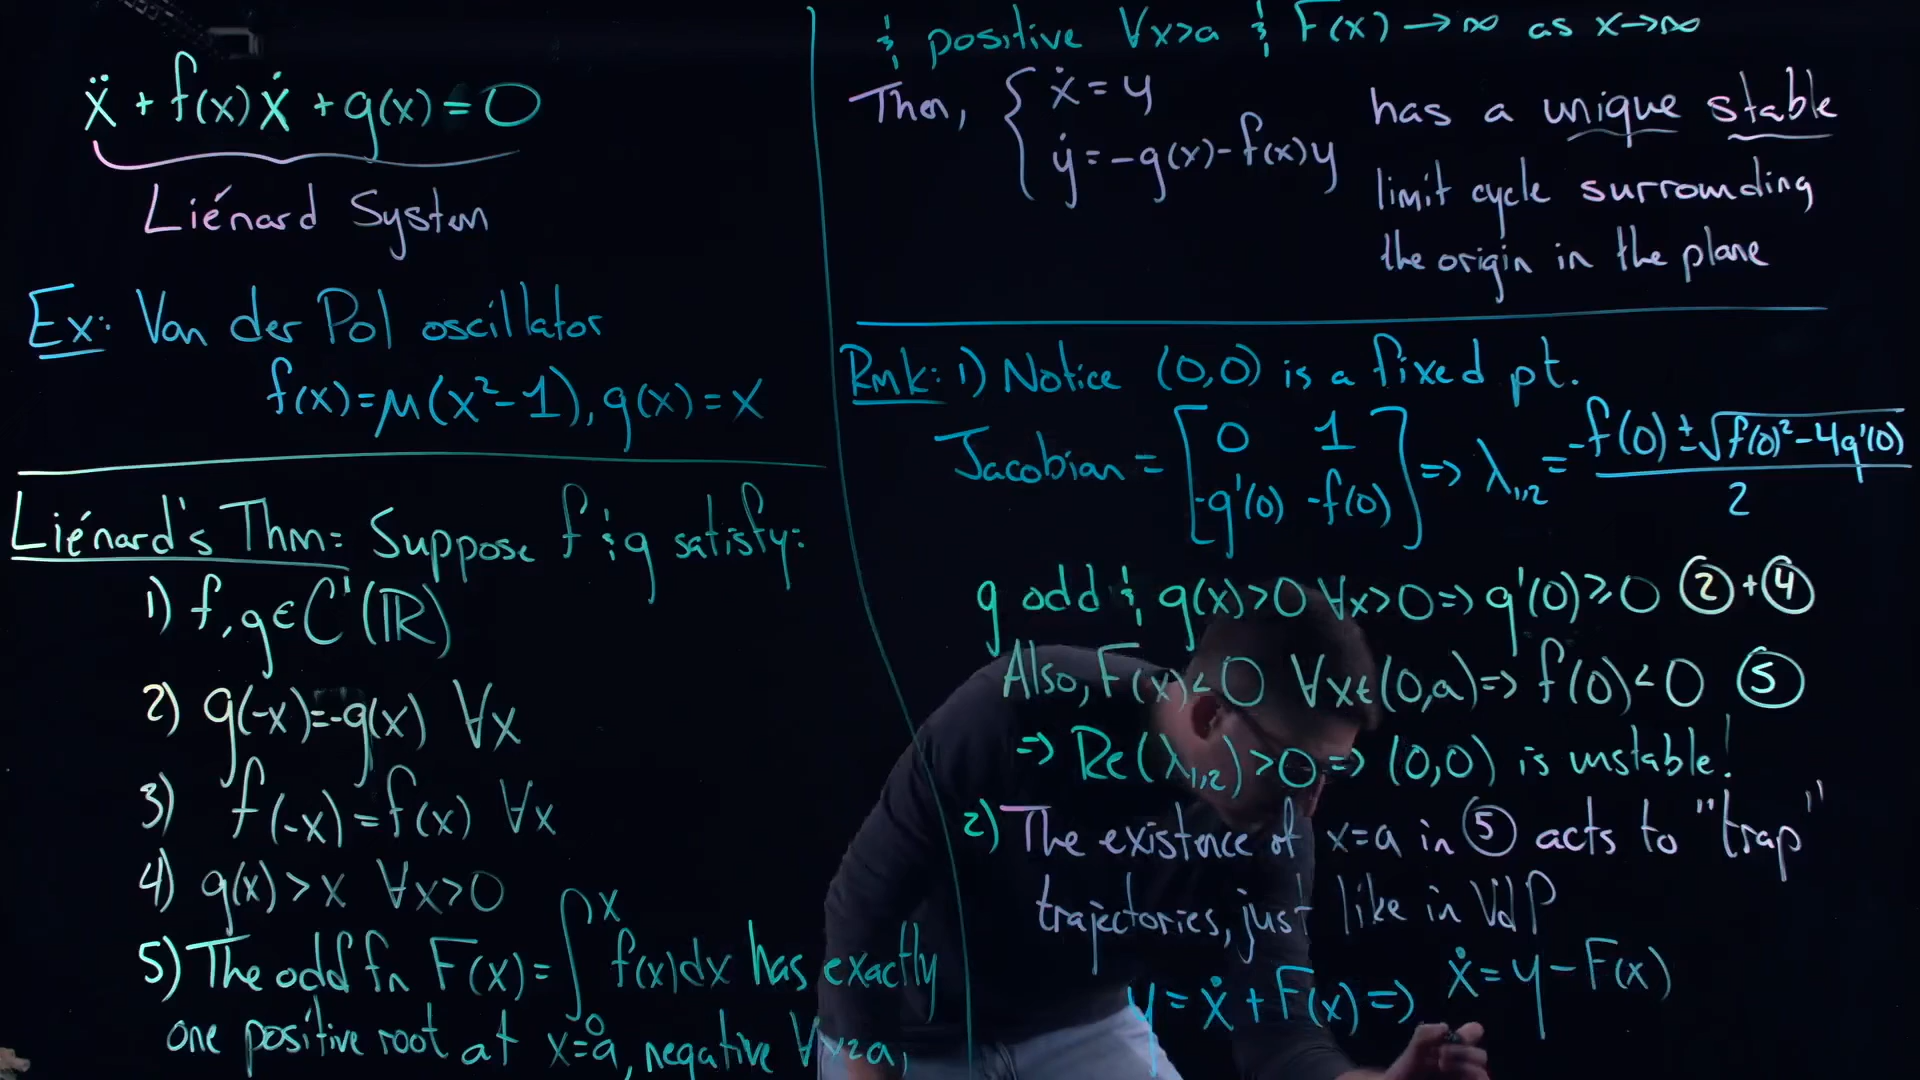 ẍ + f(x)ẋ + g(x) = 0
Liénard System
Ex: Van der Pol oscillator
f(x)=μ(x²-1), g(x)=x
Liénard's Thm: Suppose f & g satisfy:
1) f,g∈C¹(ℝ)
2) g(-x)=-g(x) ∀x
3) f(-x)=f(x) ∀x
4) g(x)>x ∀x>0
5) The odd fn F(x)=∫₀ˣ f(x)dx has exactly
one positive root at x=a, negative
& positive ∀x>a & F(x)→∞ as x→∞
Then, { ẋ=y
ẏ=-g(x)-f(x)y
has a unique stable
limit cycle surrounding
the origin in the plane
Rmk: 1) Notice (0,0) is a fixed pt.
Jacobian = [0 1; -g'(0) -f(0)] => λ₁,₂ = (-f(0) ± √(f(0)²-4g'(0)))/2
g odd & g(x)>0 ∀x>0 => g'(0)≥0 ②+④
Also, F(x)<0 ∀x∈(0,a) => f(0)<0 ⑤
=> Re(λ₁,₂)>0 => (0,0) is unstable!
2) The existence of x=a in ⑤ acts to "trap"
trajectories, just like in VdP
y=ẋ+F(x) => ẋ=y-F(x)